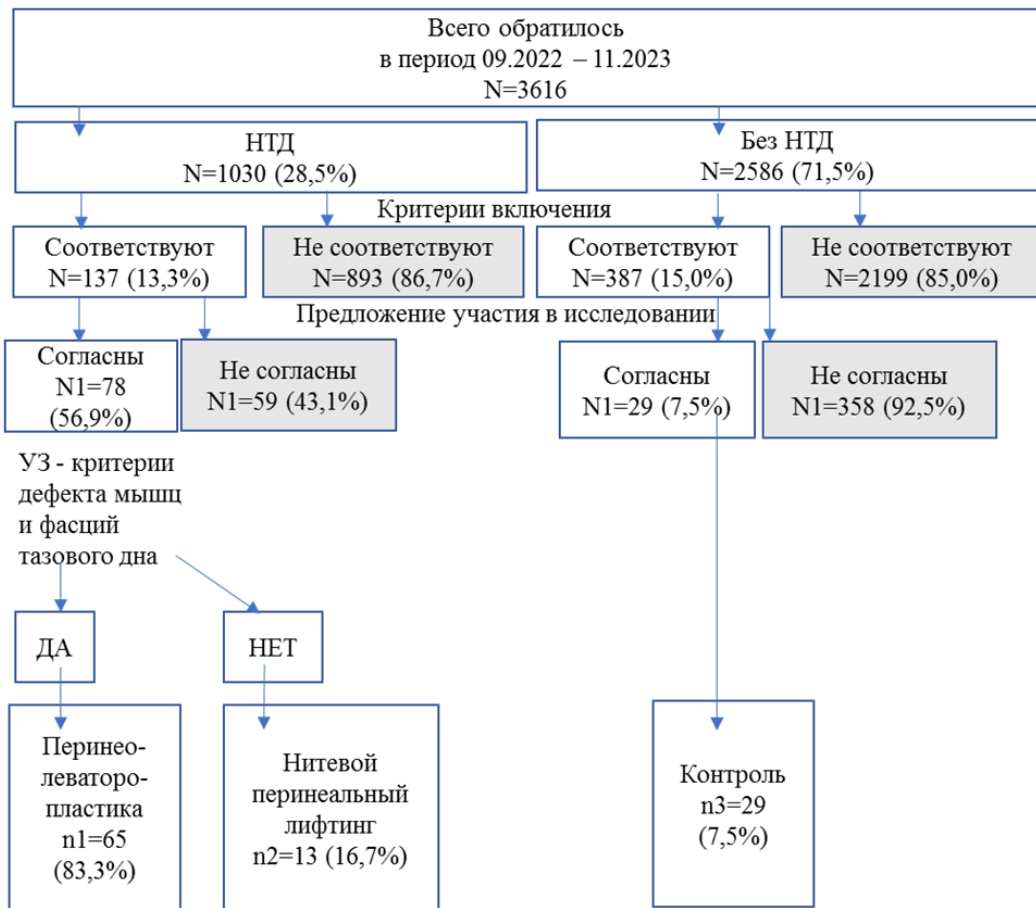 Всего обратилось
в период 09.2022 – 11.2023
N=3616
НТД
N=1030 (28,5%)
Без НТД
N=2586 (71,5%)
Критерии включения
Соответствуют
N=137 (13,3%)
Не соответствуют
N=893 (86,7%)
Соответствуют
N=387 (15,0%)
Не соответствуют
N=2199 (85,0%)
Предложение участия в исследовании
Согласны
N1=78
(56,9%)
Не согласны
N1=59 (43,1%)
Согласны
N1=29 (7,5%)
Не согласны
N1=358 (92,5%)
УЗ - критерии
дефекта мышц
и фасций
тазового дна
ДА
НЕТ
Перинео-
леваторо-
пластика
n1=65
(83,3%)
Нитевой
перинеальный
лифтинг
n2=13 (16,7%)
Контроль
n3=29
(7,5%)